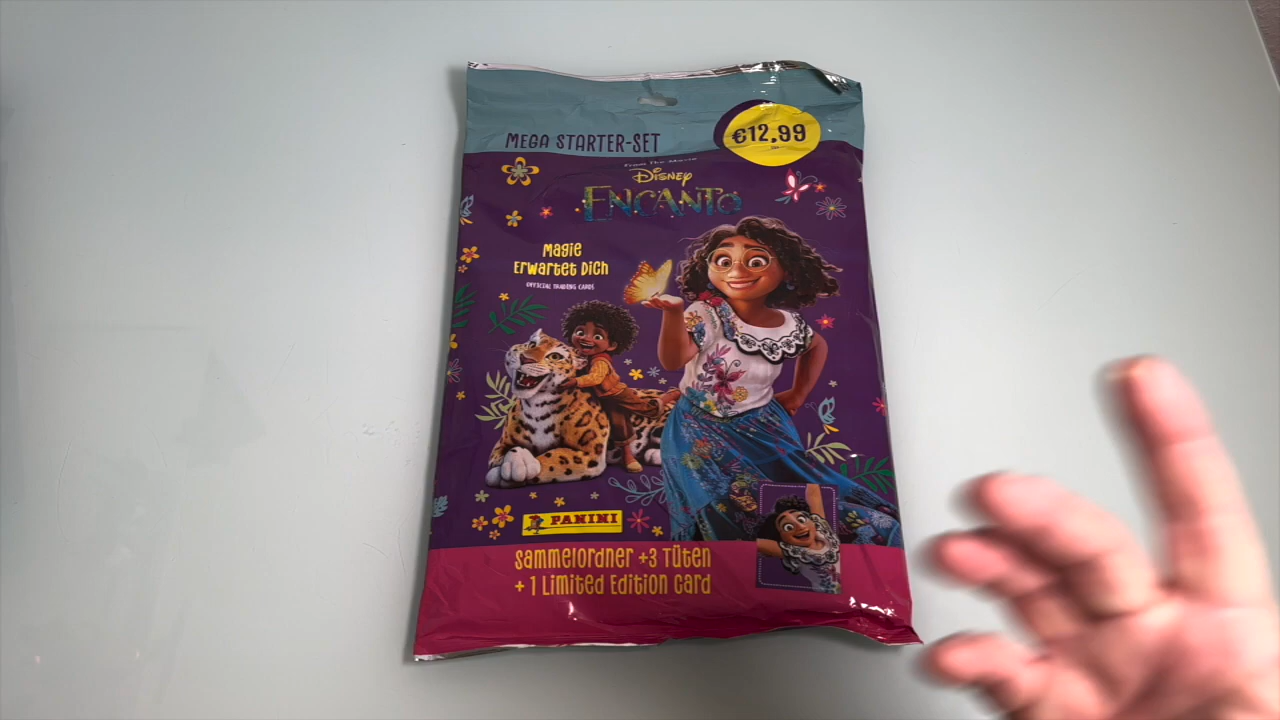 MEGA STARTER-SET
€12,99
From The Movie
Disney
ENCANTO
Magie
Erwartet Dich
OFFICIAL TRADING CARDS
PANINI
Sammelordner +3 Tüten
+ 1 Limited Edition Card